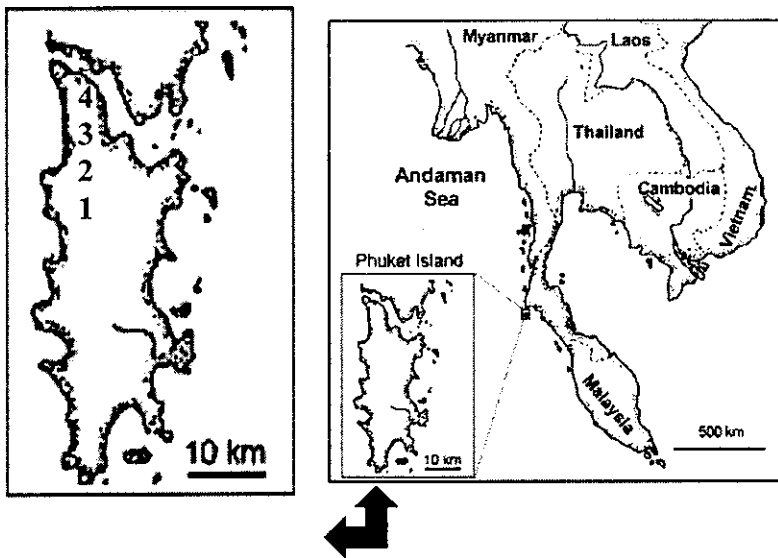 4
3
2
1
10 km
Myanmar
Laos
Thailand
Andaman
Sea
Cambodia
Vietnam
Phuket Island
Malaysia
10 km
500 km